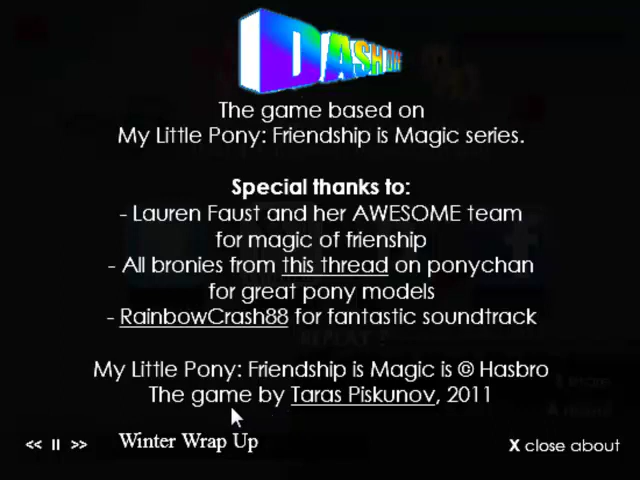 DASH OFF
The game based on
My Little Pony: Friendship is Magic series.
Special thanks to:
- Lauren Faust and her AWESOME team
for magic of frienship
- All bronies from this thread on ponychan
for great pony models
- RainbowCrash88 for fantastic soundtrack
REPLAY
My Little Pony: Friendship is Magic is © Hasbro
The game by Taras Piskunov, 2011
<< II >> Winter Wrap Up X close about